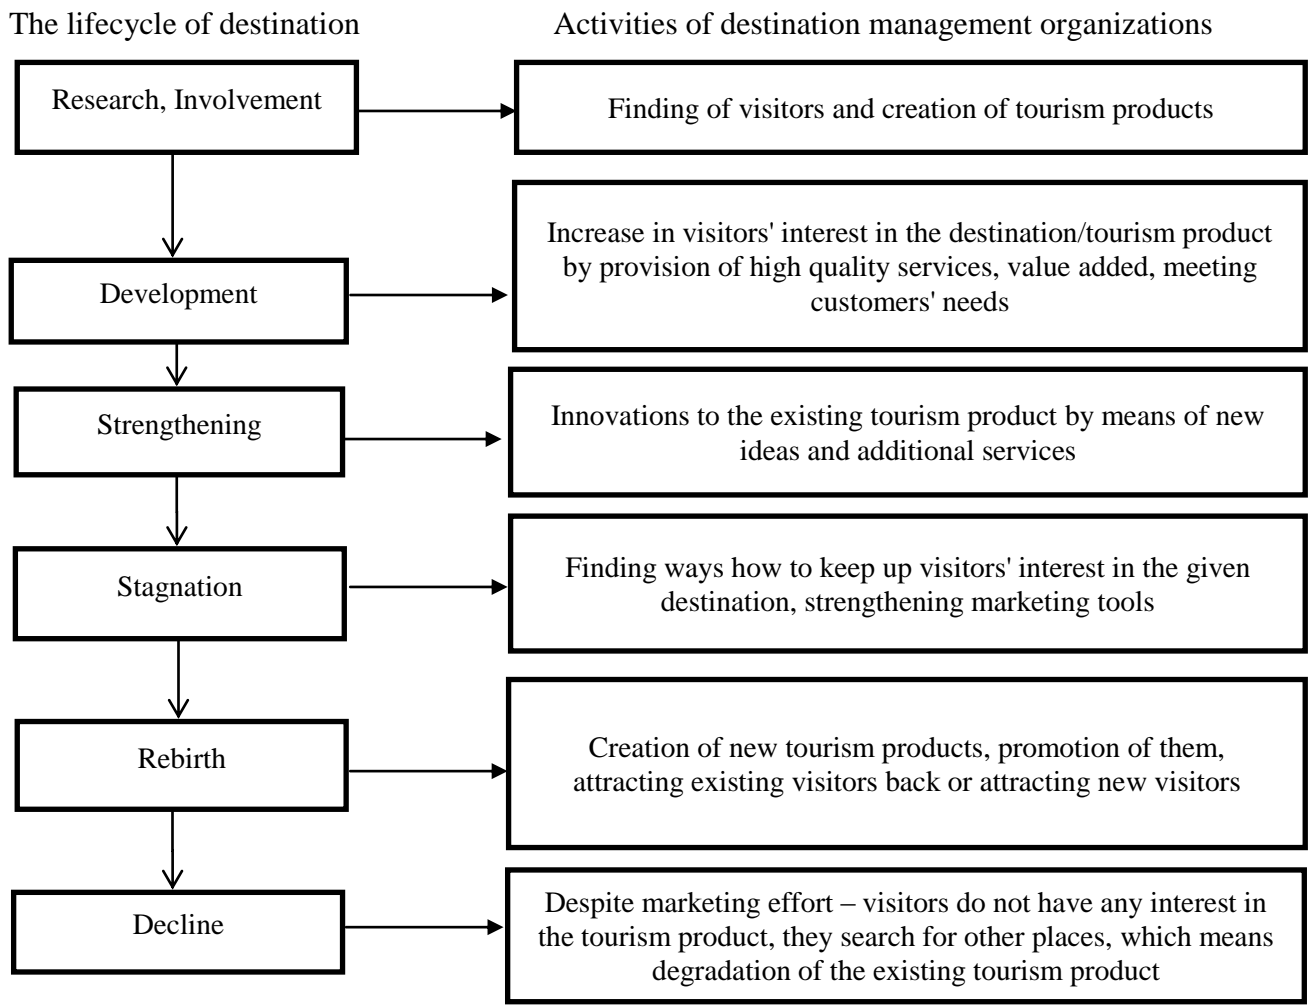 The lifecycle of destination
Activities of destination management organizations
Research, Involvement
Finding of visitors and creation of tourism products
Development
Increase in visitors' interest in the destination/tourism product
by provision of high quality services, value added, meeting
customers' needs
Strengthening
Innovations to the existing tourism product by means of new
ideas and additional services
Stagnation
Finding ways how to keep up visitors' interest in the given
destination, strengthening marketing tools
Rebirth
Creation of new tourism products, promotion of them,
attracting existing visitors back or attracting new visitors
Decline
Despite marketing effort – visitors do not have any interest in
the tourism product, they search for other places, which means
degradation of the existing tourism product